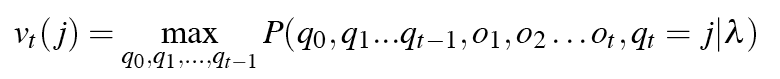 v_t(j) = max_{q_0,q_1,...,q_{t−1}} P(q_0,q_1...q_{t−1},o_1,o_2...o_t,q_t = j|λ)